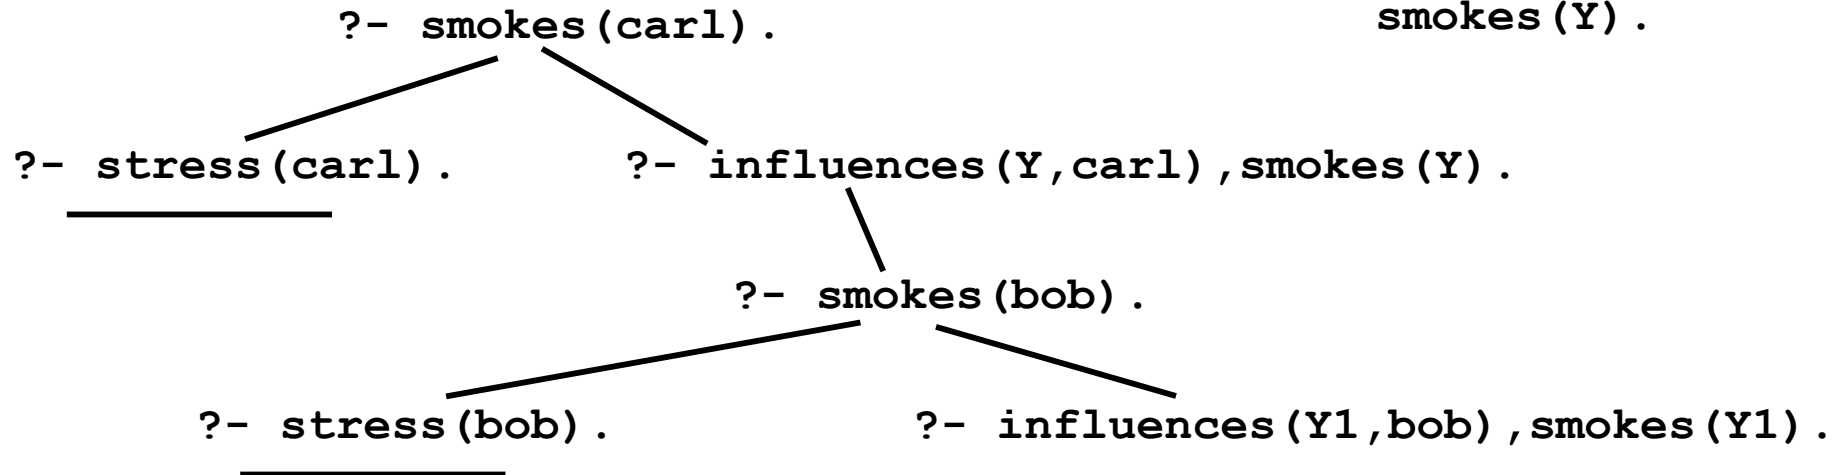 ?- smokes(carl).
smokes(Y).
?- stress(carl).
?- influences(Y,carl),smokes(Y).
?- smokes(bob).
?- stress(bob).
?- influences(Y1,bob),smokes(Y1).